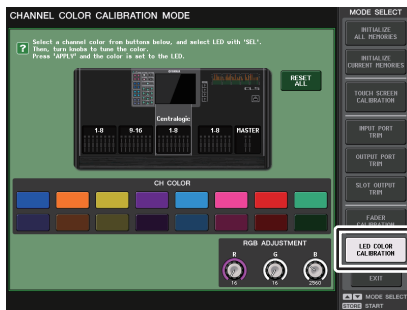 CHANNEL COLOR CALIBRATION MODE
Select a channel color from buttons below, and select LED with 'SEL'.
Then, turn knobs to tune the color.
Press 'APPLY' and the color is set to the LED.
RESET ALL
CL5
Centralogic
1-8 9-16 1-8 1-8 MASTER
CH COLOR
RGB ADJUSTMENT
R G B
16 16 2560
MODE SELECT
INITIALIZE ALL MEMORIES
INITIALIZE CURRENT MEMORIES
TOUCH SCREEN CALIBRATION
INPUT PORT TRIM
OUTPUT PORT TRIM
SLOT OUTPUT TRIM
FADER CALIBRATION
LED COLOR CALIBRATION
EXIT
MODE SELECT
STORE START